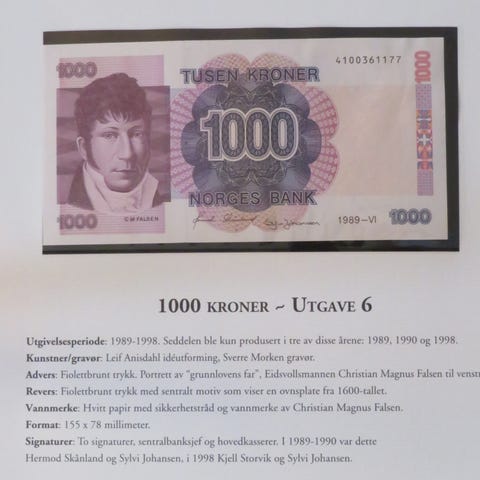 1000
TUSEN KRONER
4100361177
1000
1000
NORGES BANK
C M FALSEN
1000
1989-VI
1000
1000 KRONER ~ UTGAVE 6
Utgivelsesperiode: 1989-1998. Seddelen ble kun produsert i tre av disse årene: 1989, 1990 og 1998.
Kunstner/gravør: Leif Anisdahl idéutforming, Sverre Morken gravør.
Advers: Fiolettbrunt trykk. Portrett av “grunnlovens far”, Eidsvollsmannen Christian Magnus Falsen til venst
Revers: Fiolettbrunt trykk med sentralt motiv som viser en ovnsplate fra 1600-tallet.
Vannmerke: Hvitt papir med sikkerhetstråd og vannmerke av Christian Magnus Falsen.
Format: 155 x 78 millimeter.
Signaturer: To signaturer, sentralbanksjef og hovedkasserer. I 1989-1990 var dette
Hermod Skånland og Sylvi Johansen, i 1998 Kjell Storvik og Sylvi Johansen.